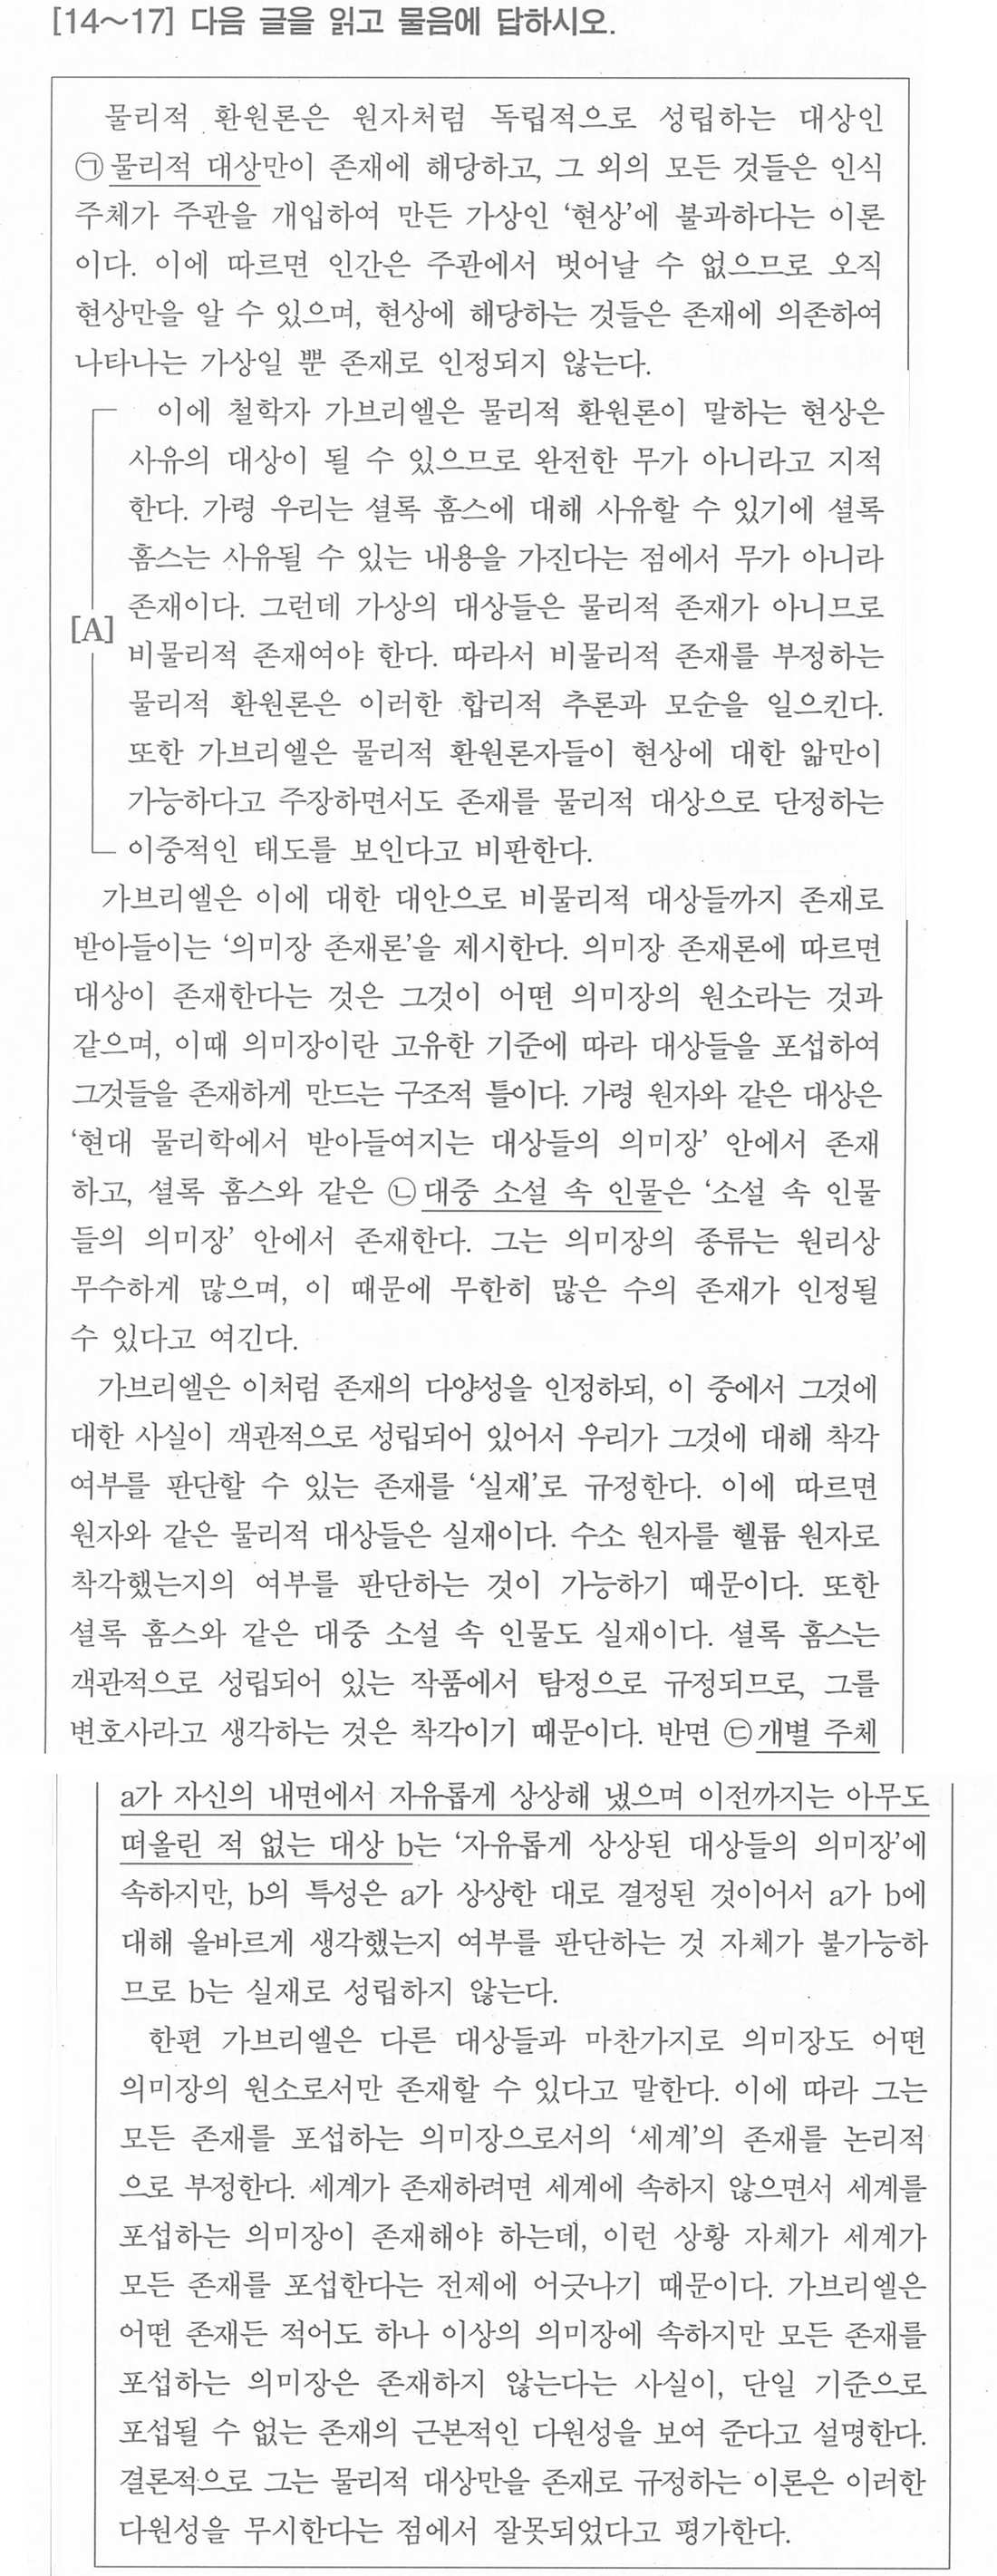 [14～17] 다음 글을 읽고 물음에 답하시오.
물리적 환원론은 원자처럼 독립적으로 성립하는 대상인
㉠물리적 대상만이 존재에 해당하고, 그 외의 모든 것들은 인식
주체가 주관을 개입하여 만든 가상인 ‘현상’에 불과하다는 이론
이다. 이에 따르면 인간은 주관에서 벗어날 수 없으므로 오직
현상만을 알 수 있으며, 현상에 해당하는 것들은 존재에 의존하여
나타나는 가상일 뿐 존재로 인정되지 않는다.
이에 철학자 가브리엘은 물리적 환원론이 말하는 현상은
사유의 대상이 될 수 있으므로 완전한 무가 아니라고 지적
한다. 가령 우리는 셜록 홈스에 대해 사유할 수 있기에 셜록
홈스는 사유될 수 있는 내용을 가진다는 점에서 무가 아니라
존재이다. 그런데 가상의 대상들은 물리적 존재가 아니므로
[A]
비물리적 존재여야 한다. 따라서 비물리적 존재를 부정하는
물리적 환원론은 이러한 합리적 추론과 모순을 일으킨다.
또한 가브리엘은 물리적 환원론자들이 현상에 대한 앎만이
가능하다고 주장하면서도 존재를 물리적 대상으로 단정하는
이중적인 태도를 보인다고 비판한다.
가브리엘은 이에 대한 대안으로 비물리적 대상들까지 존재로
받아들이는 ‘의미장 존재론’을 제시한다. 의미장 존재론에 따르면
대상이 존재한다는 것은 그것이 어떤 의미장의 원소라는 것과
같으며, 이때 의미장이란 고유한 기준에 따라 대상들을 포섭하여
그것들을 존재하게 만드는 구조적 틀이다. 가령 원자와 같은 대상은
‘현대 물리학에서 받아들여지는 대상들의 의미장’ 안에서 존재
하고, 셜록 홈스와 같은 ㉡대중 소설 속 인물은 ‘소설 속 인물
들의 의미장’ 안에서 존재한다. 그는 의미장의 종류는 원리상
무수하게 많으며, 이 때문에 무한히 많은 수의 존재가 인정될
수 있다고 여긴다.
가브리엘은 이처럼 존재의 다양성을 인정하되, 이 중에서 그것에
대한 사실이 객관적으로 성립되어 있어서 우리가 그것에 대해 착각
여부를 판단할 수 있는 존재를 ‘실재’로 규정한다. 이에 따르면
원자와 같은 물리적 대상들은 실재이다. 수소 원자를 헬륨 원자로
착각했는지의 여부를 판단하는 것이 가능하기 때문이다. 또한
셜록 홈스와 같은 대중 소설 속 인물도 실재이다. 셜록 홈스는
객관적으로 성립되어 있는 작품에서 탐정으로 규정되므로, 그를
변호사라고 생각하는 것은 착각이기 때문이다. 반면 ㉢개별 주체
a가 자신의 내면에서 자유롭게 상상해 냈으며 이전까지는 아무도
떠올린 적 없는 대상 b는 ‘자유롭게 상상된 대상들의 의미장’에
속하지만, b의 특성은 a가 상상한 대로 결정된 것이어서 a가 b에
대해 올바르게 생각했는지 여부를 판단하는 것 자체가 불가능하
므로 b는 실재로 성립하지 않는다.
한편 가브리엘은 다른 대상들과 마찬가지로 의미장도 어떤
의미장의 원소로서만 존재할 수 있다고 말한다. 이에 따라 그는
모든 존재를 포섭하는 의미장으로서의 ‘세계’의 존재를 논리적
으로 부정한다. 세계가 존재하려면 세계에 속하지 않으면서 세계를
포섭하는 의미장이 존재해야 하는데, 이런 상황 자체가 세계가
모든 존재를 포섭한다는 전제에 어긋나기 때문이다. 가브리엘은
어떤 존재든 적어도 하나 이상의 의미장에 속하지만 모든 존재를
포섭하는 의미장은 존재하지 않는다는 사실이, 단일 기준으로
포섭될 수 없는 존재의 근본적인 다원성을 보여 준다고 설명한다.
결론적으로 그는 물리적 대상만을 존재로 규정하는 이론은 이러한
다원성을 무시한다는 점에서 잘못되었다고 평가한다.